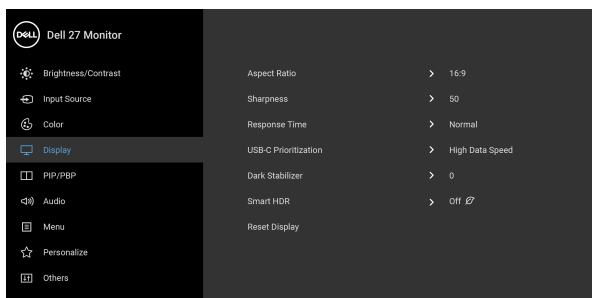 DELL Dell 27 Monitor
Brightness/Contrast
Input Source
Color
Display
PIP/PBP
Audio
Menu
Personalize
Others
Aspect Ratio > 16:9
Sharpness > 50
Response Time > Normal
USB-C Prioritization > High Data Speed
Dark Stabilizer > 0
Smart HDR > Off
Reset Display